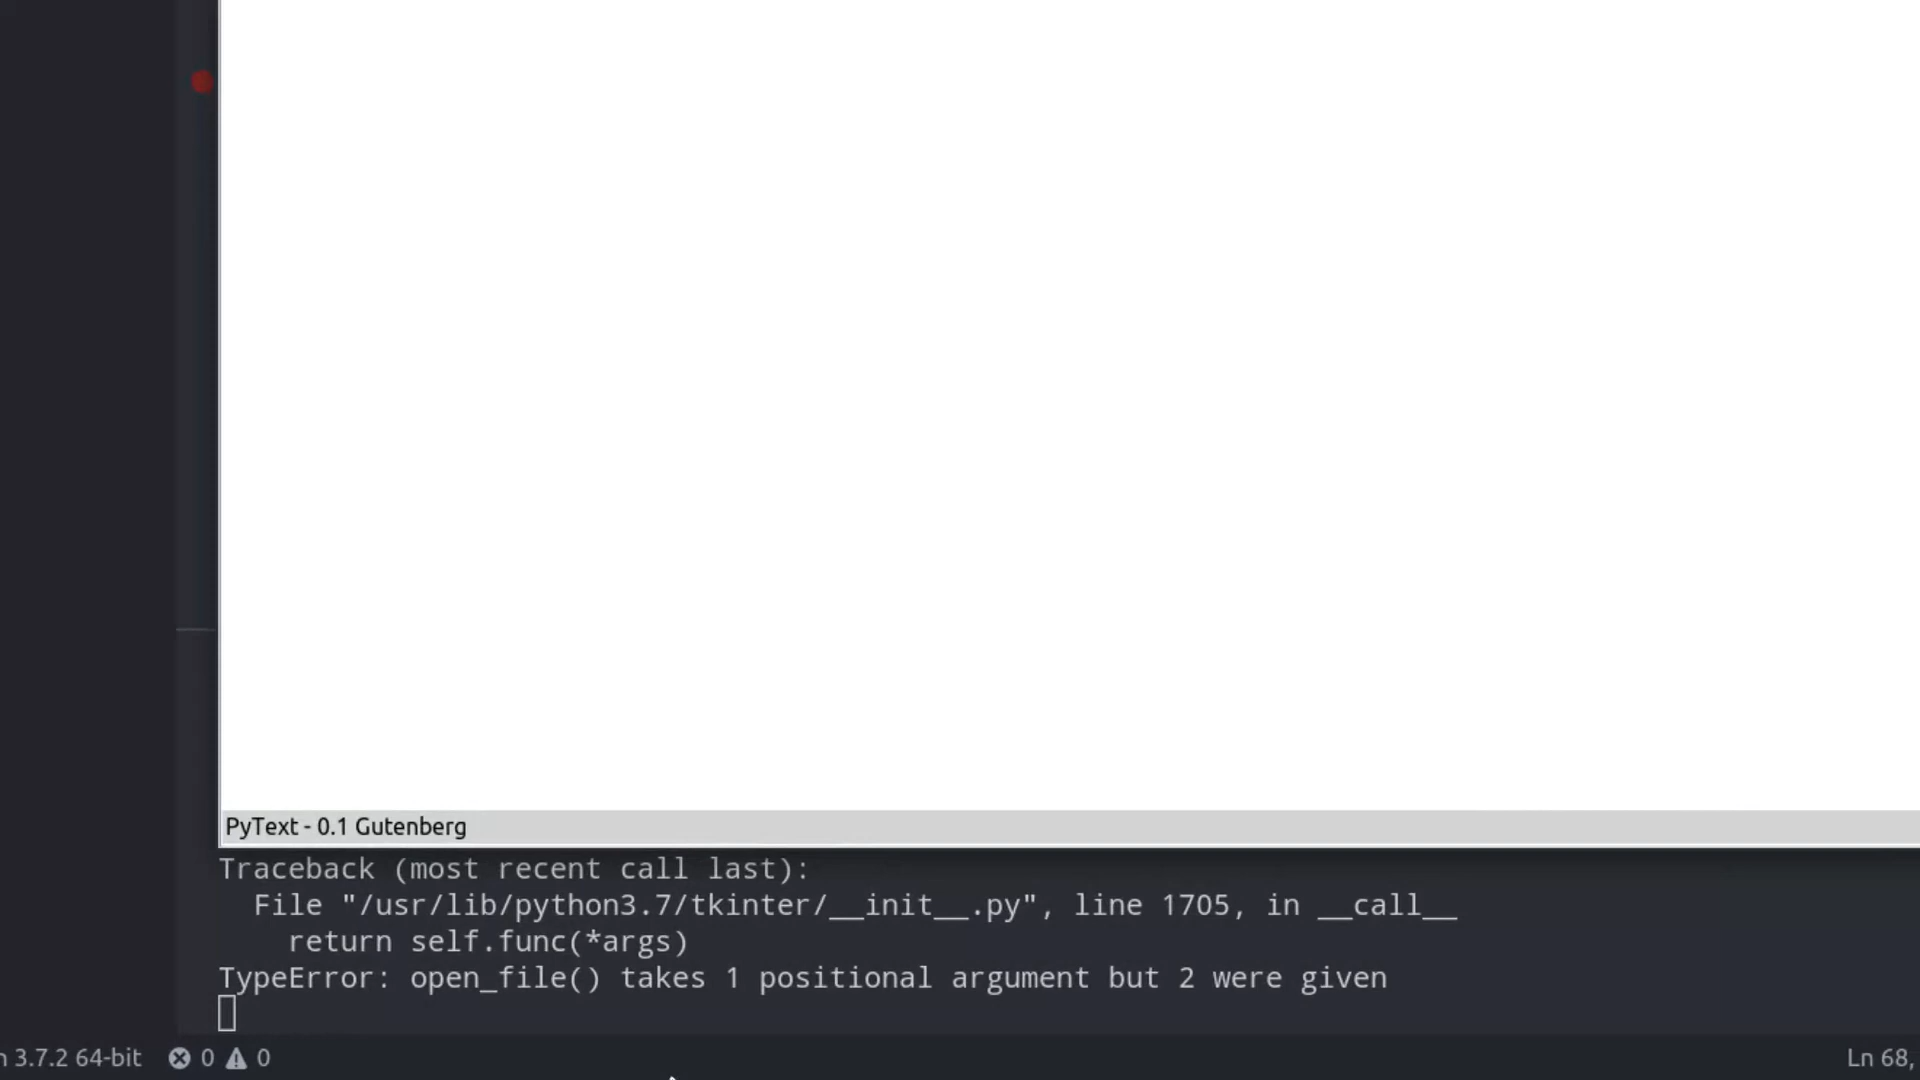 PyText - 0.1 Gutenberg
Traceback (most recent call last):
  File "/usr/lib/python3.7/tkinter/__init__.py", line 1705, in __call__
    return self.func(*args)
TypeError: open_file() takes 1 positional argument but 2 were given
n 3.7.2 64-bit 0 0 Ln 68,